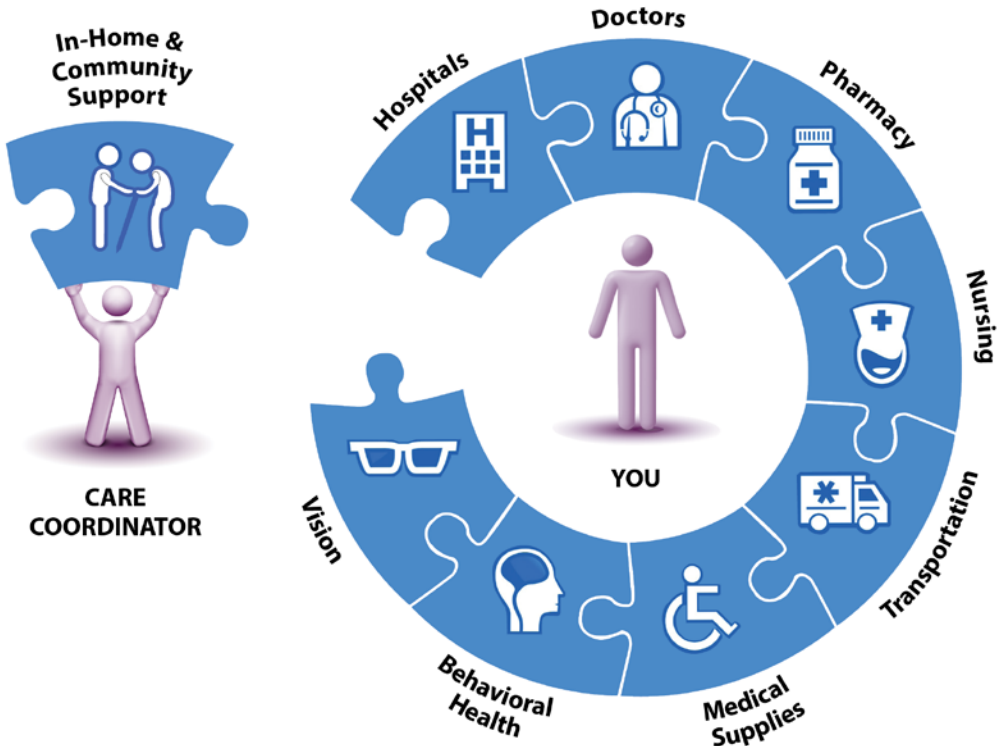 In-Home &
Community
Support
CARE
COORDINATOR
Hospitals
Doctors
Pharmacy
Nursing
Transportation
Medical
Supplies
Behavioral
Health
Vision
YOU
H